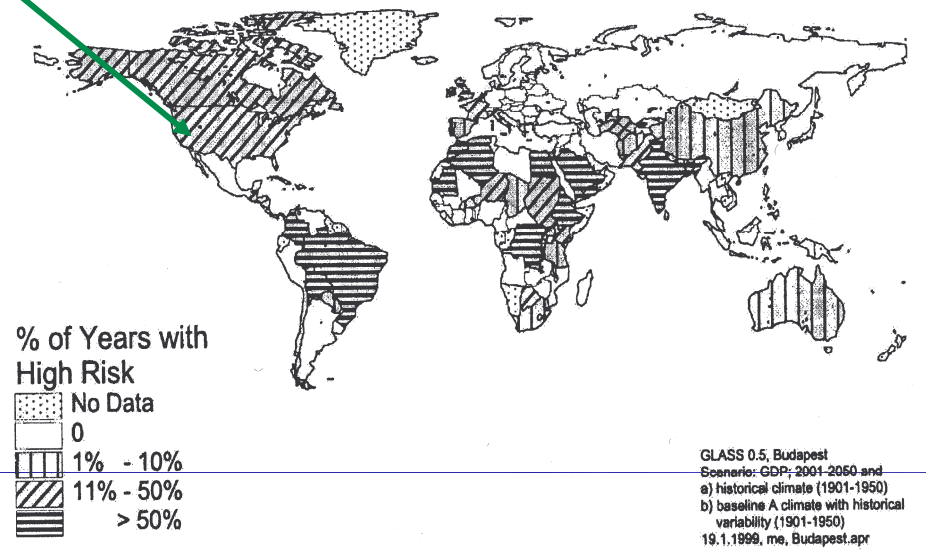 % of Years with
High Risk
No Data
0
1% - 10%
11% - 50%
> 50%
GLASS 0.5, Budapest
Scenario: GDP; 2001-2050 and
a) historical climate (1901-1950)
b) baseline A climate with historical
variability (1901-1950)
19.1.1999, me, Budapest.apr